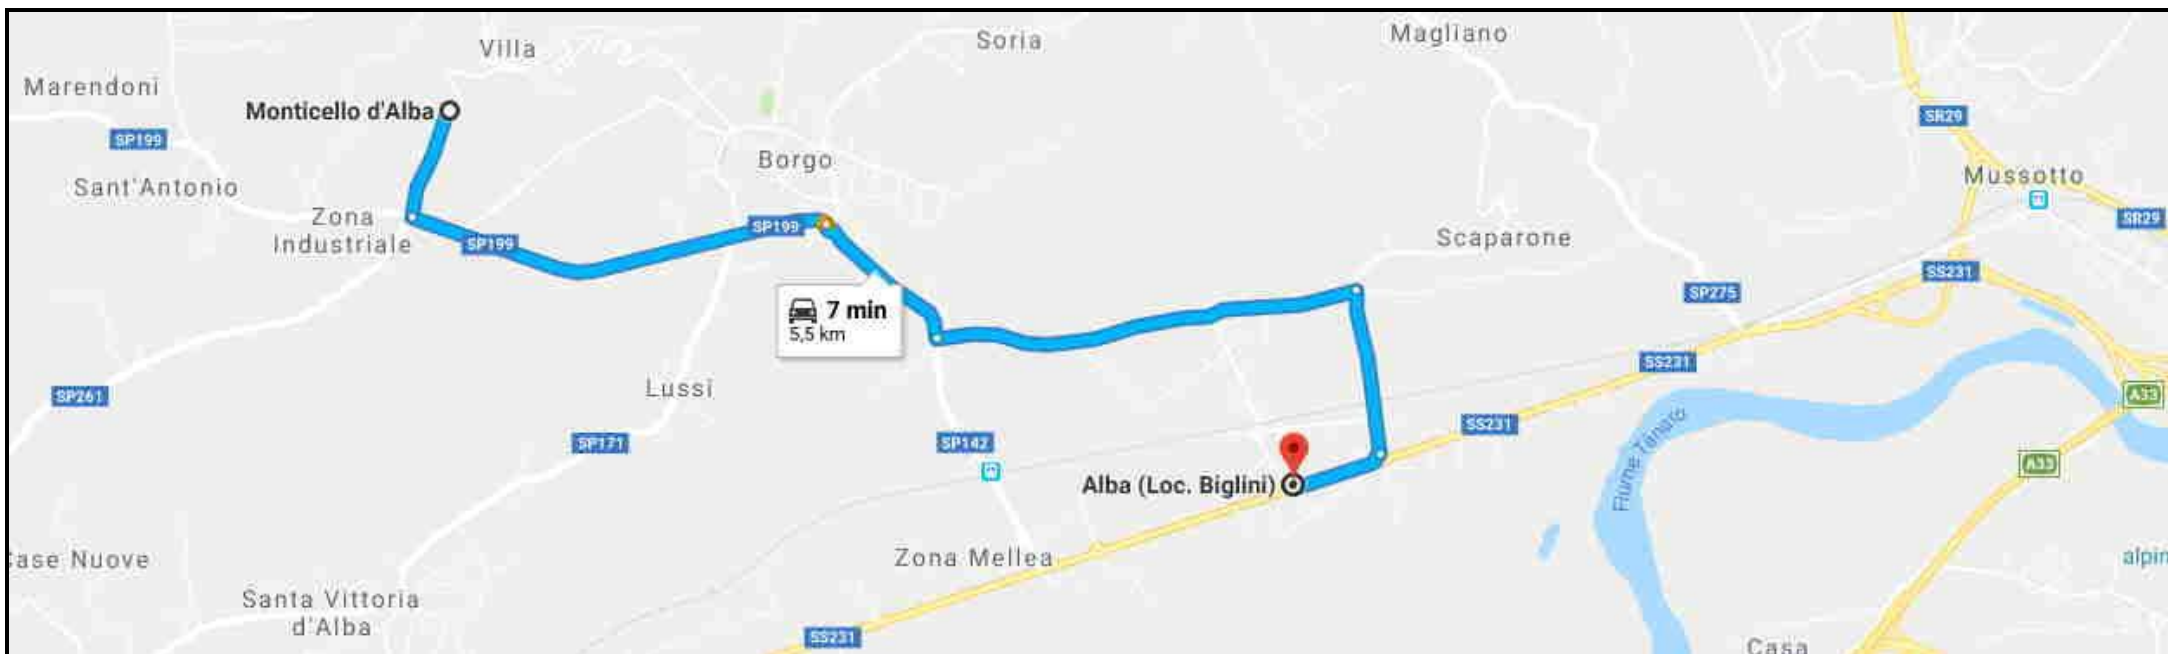 Villa
Soria
Magliano
Marendoni
Monticello d'Alba
SR29
SP199
Borgo
Mussotto
Sant'Antonio
Zona
Industriale
SP199
SP199
SR29
Scaparone
SS231
SP275
7 min
5,5 km
SS231
Lussi
SP261
A33
SS231
Fiume Tanaro
SP171
SP142
A33
Alba (Loc. Biglini)
Case Nuove
Zona Mellea
alpin
Santa Vittoria
d'Alba
SS231
Casa